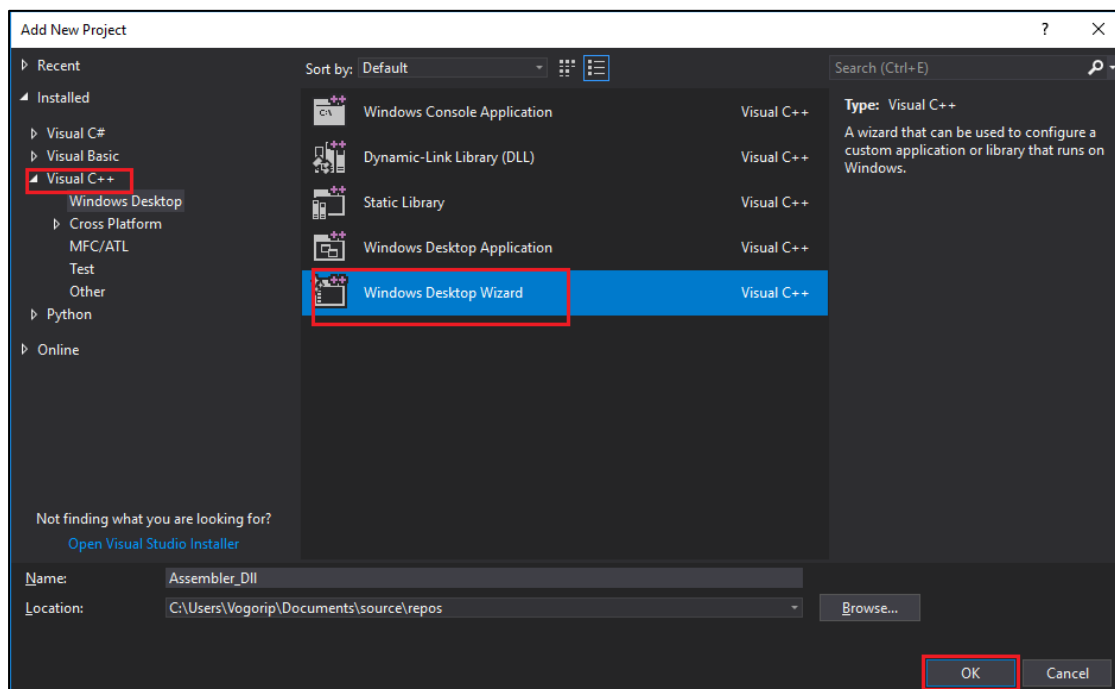 Add New Project
?
Recent
Installed
Visual C#
Visual Basic
Visual C++
Windows Desktop
Cross Platform
MFC/ATL
Test
Other
Python
Online
Not finding what you are looking for?
Open Visual Studio Installer
Sort by: Default
Windows Console Application Visual C++
Dynamic-Link Library (DLL) Visual C++
Static Library Visual C++
Windows Desktop Application Visual C++
Windows Desktop Wizard Visual C++
Search (Ctrl+E)
Type: Visual C++
A wizard that can be used to configure a
custom application or library that runs on
Windows.
Name: Assembler_Dll
Location: C:\Users\Vogorip\Documents\source\repos
Browse...
OK Cancel